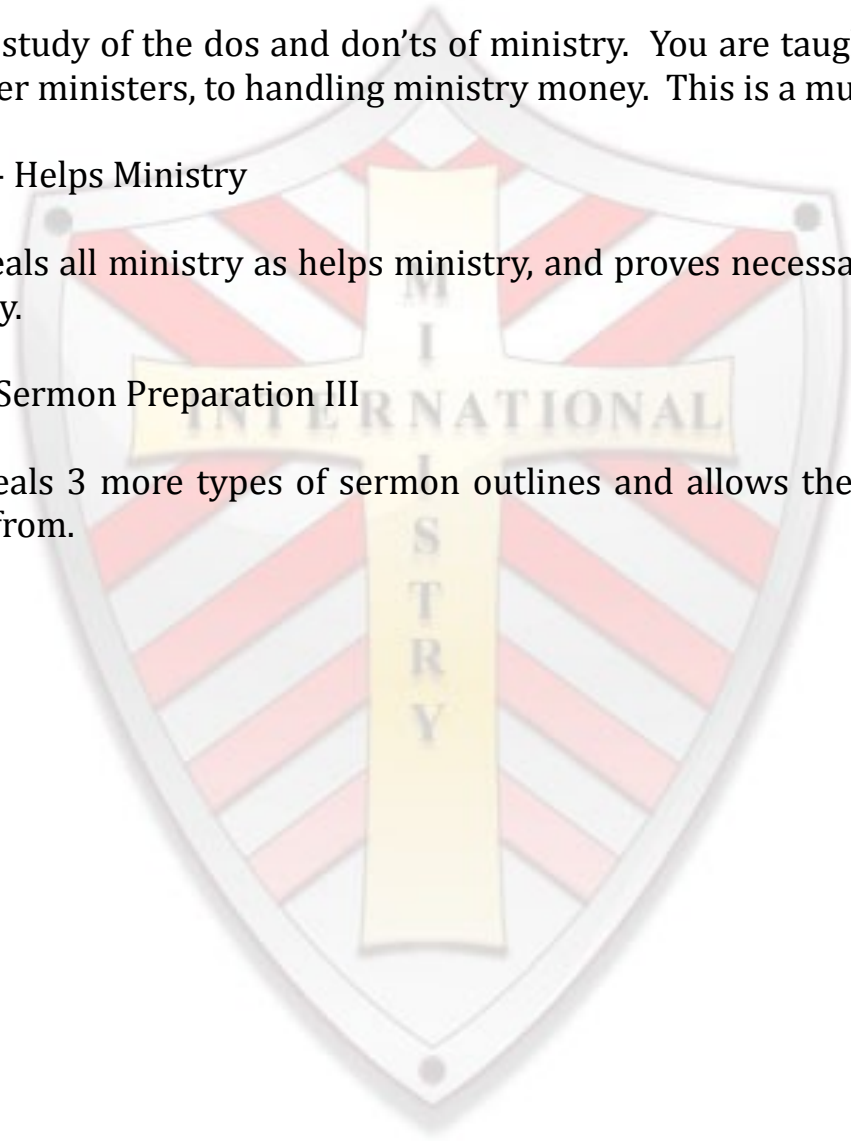 study of the dos and don’ts of ministry.  You are taug
er ministers, to handling ministry money.  This is a mu
- Helps Ministry
eals all ministry as helps ministry, and proves necessa
y.
Sermon Preparation III
eals 3 more types of sermon outlines and allows the
from.
MINISTRY
INTERNATIONAL